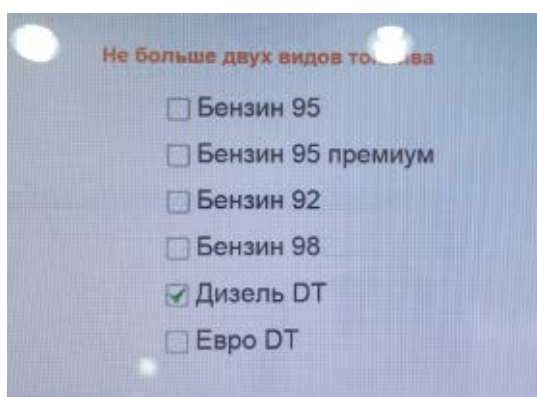 Не больше двух видов
Бензин 95
Бензин 95 премиум
Бензин 92
Бензин 98
Дизель DT
Евро DT